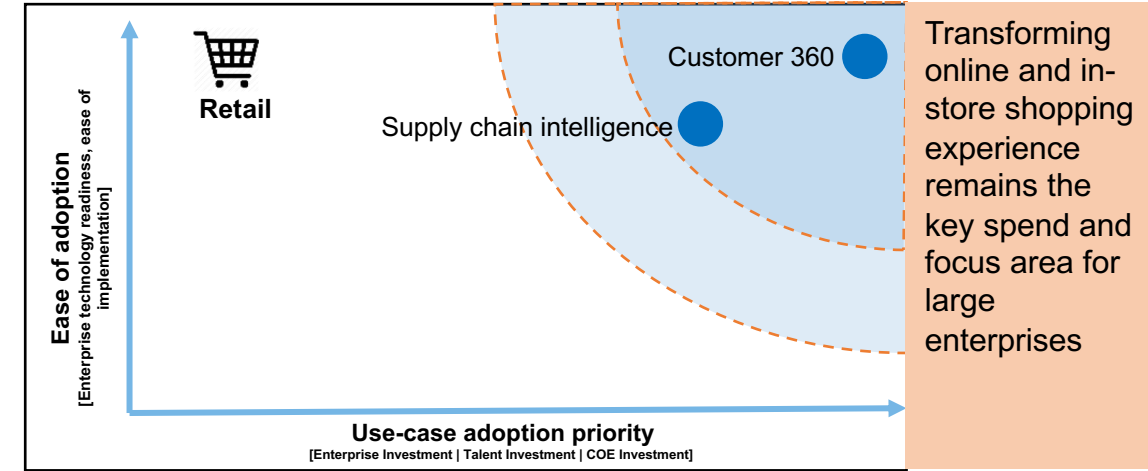 Retail
Customer 360
Supply chain intelligence
Ease of adoption
[Enterprise technology readiness, ease of
implementation]
Use-case adoption priority
[Enterprise Investment | Talent Investment | COE Investment]
Transforming
online and in-
store shopping
experience
remains the
key spend and
focus area for
large
enterprises